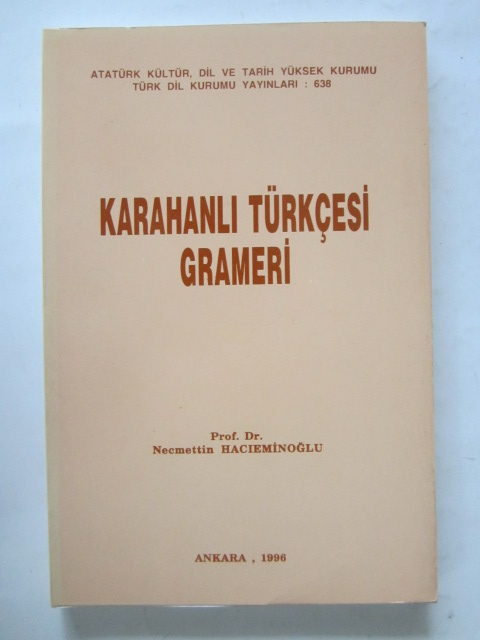 ATATÜRK KÜLTÜR, DİL VE TARİH YÜKSEK KURUMU
TÜRK DİL KURUMU YAYINLARI : 638
KARAHANLI TÜRKÇESİ
GRAMERİ
Prof. Dr.
Necmettin HACIEMİNOĞLU
ANKARA , 1996